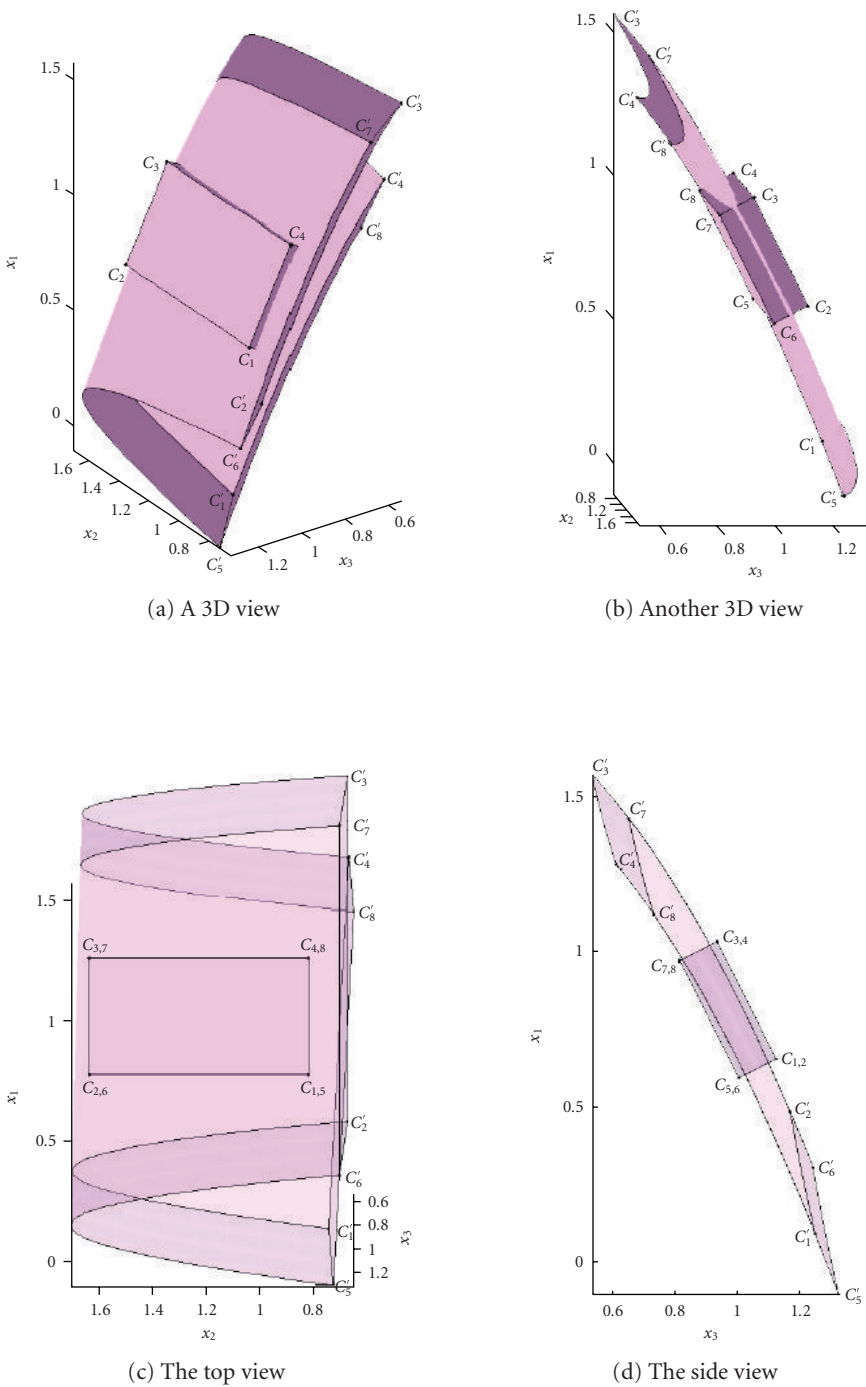 1.5
1
0.5
0
x1
1.6
1.4
1.2
1
0.8
x2
1.2
1
0.8
0.6
x3
C′3
C′7
C3
C′4
C4
C′8
C2
C1
C′2
C′6
C′1
C′5
(a) A 3D view
1.5
1
0.5
0
x1
0.8
1.2
1.6
x2
0.6
0.8
1
1.2
x3
C′3
C′7
C′4
C′8
C4
C8
C3
C7
C5
C2
C6
C′1
C′5
(b) Another 3D view
1.5
1
0.5
0
x1
1.6
1.4
1.2
1
0.8
x2
0.6
0.8
1
1.2
x3
C′3
C′7
C′4
C′8
C3,7
C4,8
C2,6
C1,5
C′2
C′6
C′1
C′5
(c) The top view
1.5
1
0.5
0
x1
0.6
0.8
1
1.2
x3
C′3
C′7
C′4
C′8
C3,4
C7,8
C1,2
C5,6
C′2
C′6
C′1
C′5
(d) The side view